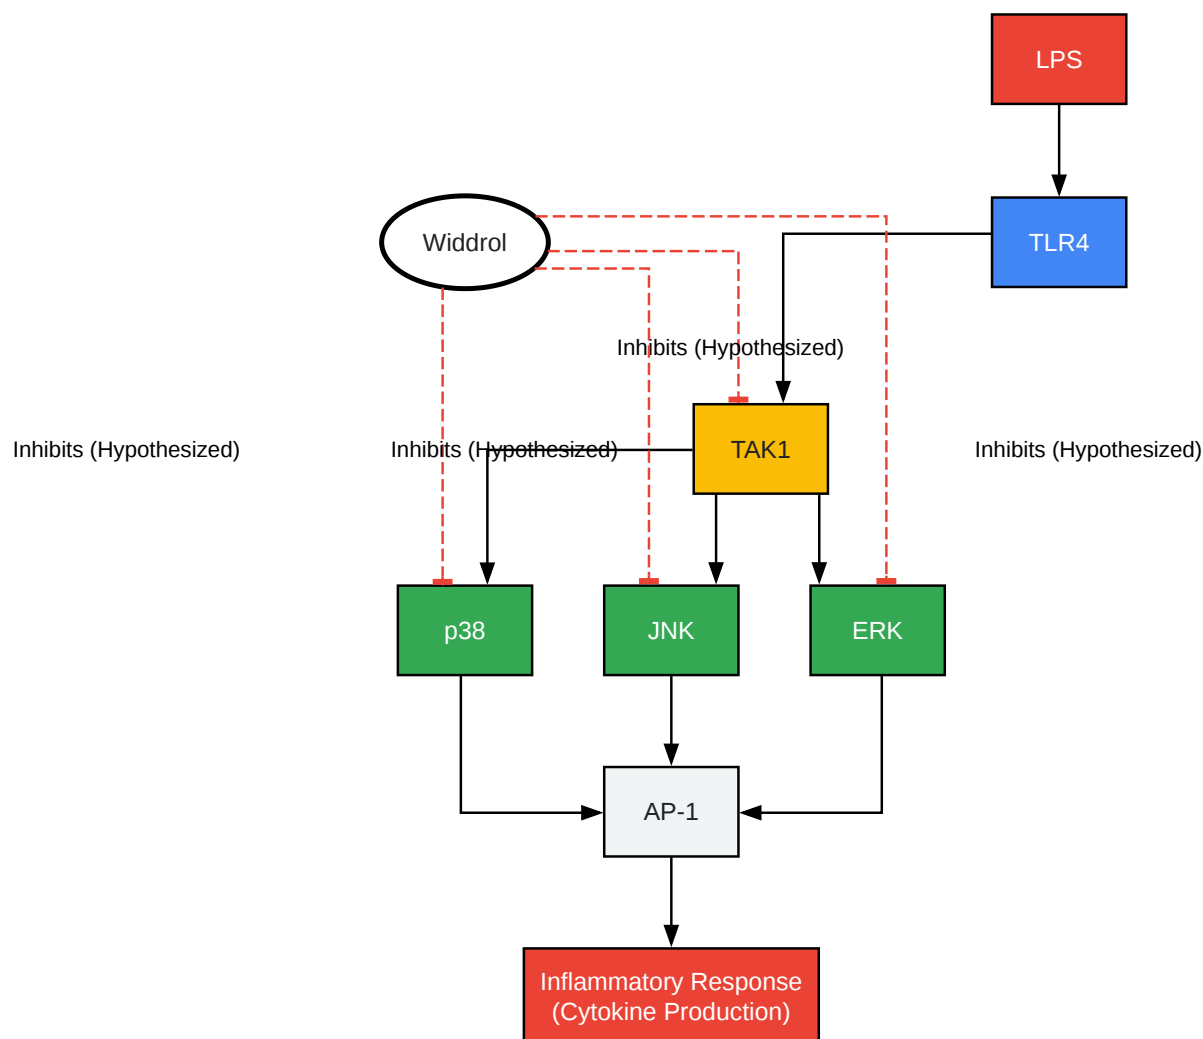 LPS
Widdrol
TLR4
Inhibits (Hypothesized)
Inhibits (Hypothesized)
Inhibits (Hypothesized)
TAK1
Inhibits (Hypothesized)
p38
JNK
ERK
AP-1
Inflammatory Response
(Cytokine Production)